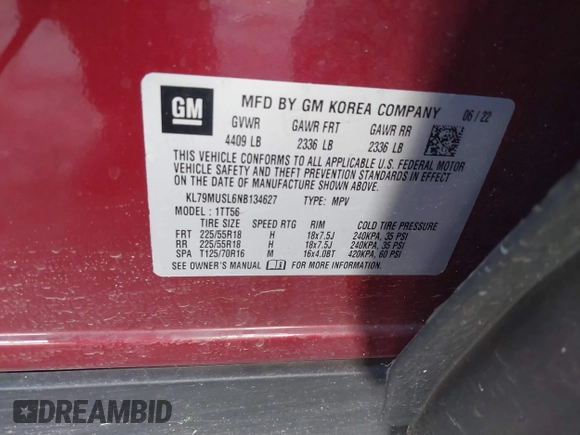 GM
MFD BY GM KOREA COMPANY 06 / 22
GVWR GAWR FRT GAWR RR
4409 LB 2336 LB 2336 LB
THIS VEHICLE CONFORMS TO ALL APPLICABLE U.S. FEDERAL MOTOR
VEHICLE SAFETY AND THEFT PREVENTION STANDARDS IN EFFECT ON
THE DATE OF MANUFACTURE SHOWN ABOVE.
KL79MUSL6NB134627 TYPE: MPV
MODEL : 1TT56
TIRE SIZE SPEED RTG RIM COLD TIRE PRESSURE
FRT 225/55R18 H 18x7.5J 240KPA, 35 PSI
RR 225/55R18 H 18x7.5J 240KPA, 35 PSI
SPA T125/70R16 M 16x4.0BT 420KPA, 60 PSI
SEE OWNER'S MANUAL FOR MORE INFORMATION.
DREAMBID